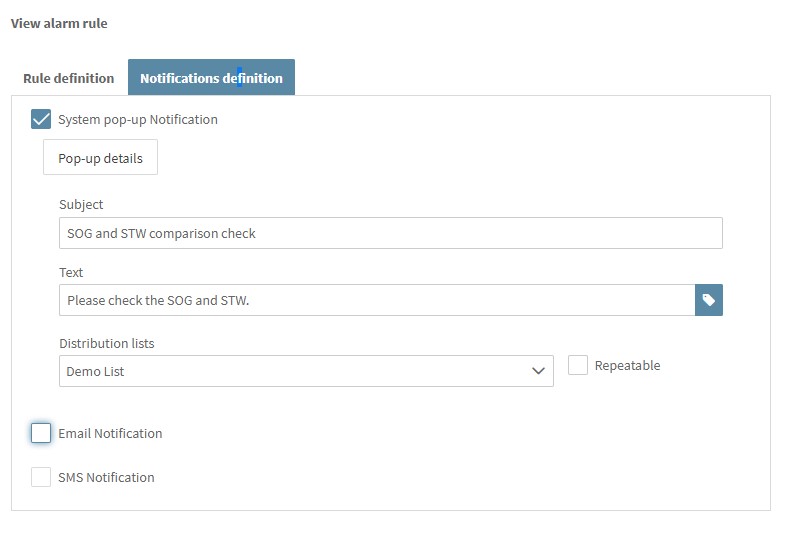 View alarm rule
Rule definition
Notifications definition
System pop-up Notification
Pop-up details
Subject
SOG and STW comparison check
Text
Please check the SOG and STW.
Distribution lists
Demo List
Repeatable
Email Notification
SMS Notification